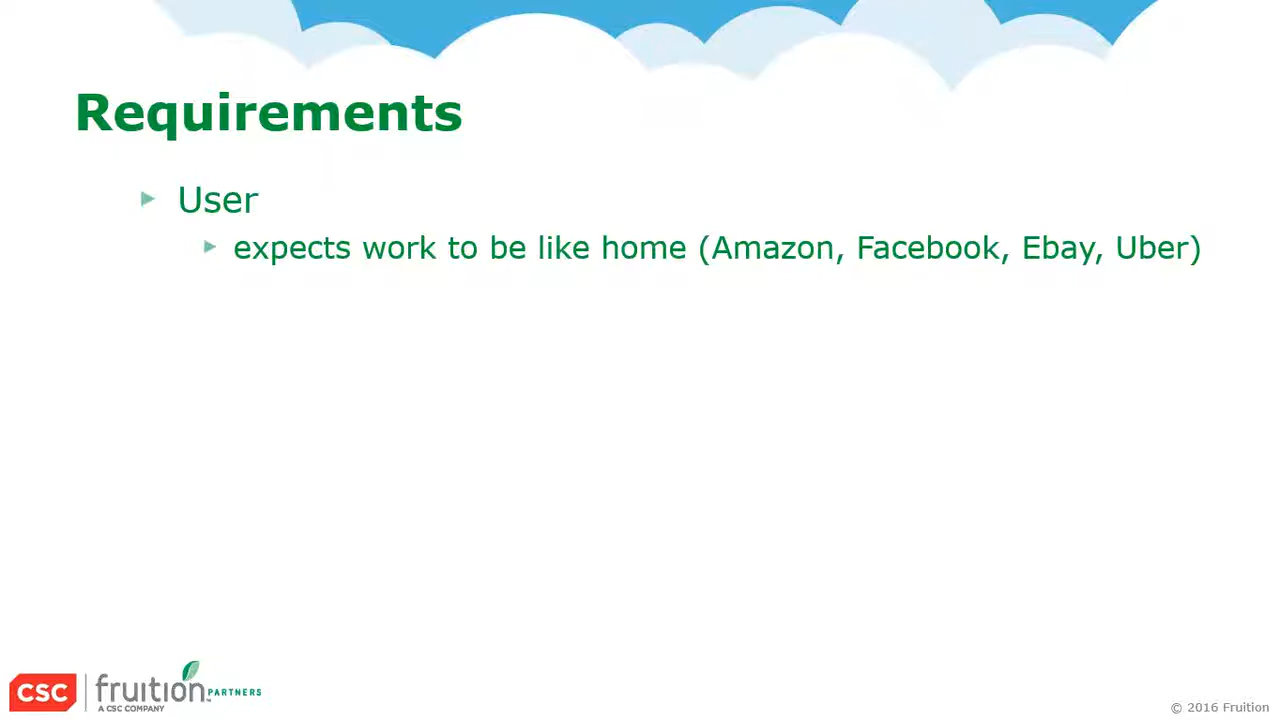 Requirements
User
expects work to be like home (Amazon, Facebook, Ebay, Uber)
CSC
fruition PARTNERS
A CSC COMPANY
© 2016 Fruition